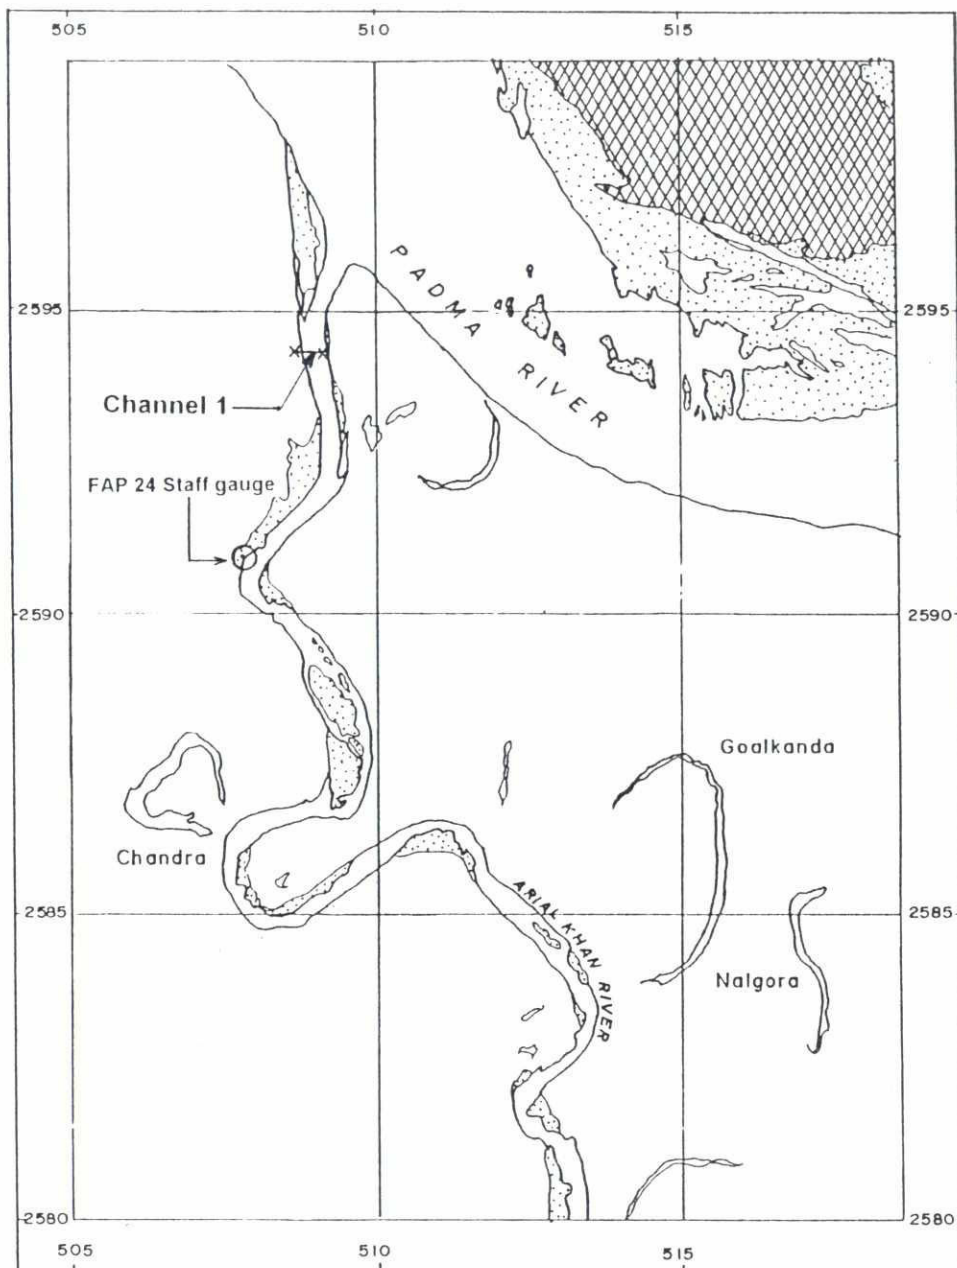 505 510 515
PADMA RIVER
2595 2595
Channel 1
FAP 24 Staff gauge
2590 2590
Goalkanda
Chandra
ARIAL KHAN RIVER
2585 2585
Nalgora
2580 2580
505 510 515